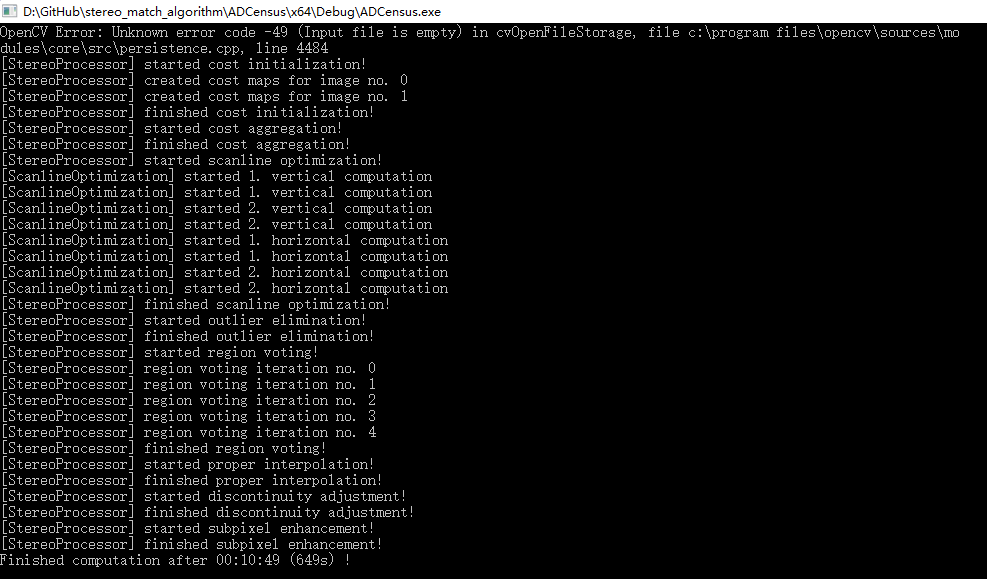 D:\GitHub\stereo_match_algorithm\ADCensus\x64\Debug\ADCensus.exe
OpenCV Error: Unknown error code -49 (Input file is empty) in cvOpenFileStorage, file c:\program files\opencv\sources\mo
dules\core\src\persistence.cpp, line 4484
[StereoProcessor] started cost initialization!
[StereoProcessor] created cost maps for image no. 0
[StereoProcessor] created cost maps for image no. 1
[StereoProcessor] finished cost initialization!
[StereoProcessor] started cost aggregation!
[StereoProcessor] finished cost aggregation!
[StereoProcessor] started scanline optimization!
[ScanlineOptimization] started 1. vertical computation
[ScanlineOptimization] started 1. vertical computation
[ScanlineOptimization] started 2. vertical computation
[ScanlineOptimization] started 2. vertical computation
[ScanlineOptimization] started 1. horizontal computation
[ScanlineOptimization] started 1. horizontal computation
[ScanlineOptimization] started 2. horizontal computation
[ScanlineOptimization] started 2. horizontal computation
[StereoProcessor] finished scanline optimization!
[StereoProcessor] started outlier elimination!
[StereoProcessor] finished outlier elimination!
[StereoProcessor] started region voting!
[StereoProcessor] region voting iteration no. 0
[StereoProcessor] region voting iteration no. 1
[StereoProcessor] region voting iteration no. 2
[StereoProcessor] region voting iteration no. 3
[StereoProcessor] region voting iteration no. 4
[StereoProcessor] finished region voting!
[StereoProcessor] started proper interpolation!
[StereoProcessor] finished proper interpolation!
[StereoProcessor] started discontinuity adjustment!
[StereoProcessor] finished discontinuity adjustment!
[StereoProcessor] started subpixel enhancement!
[StereoProcessor] finished subpixel enhancement!
Finished computation after 00:10:49 (649s) !